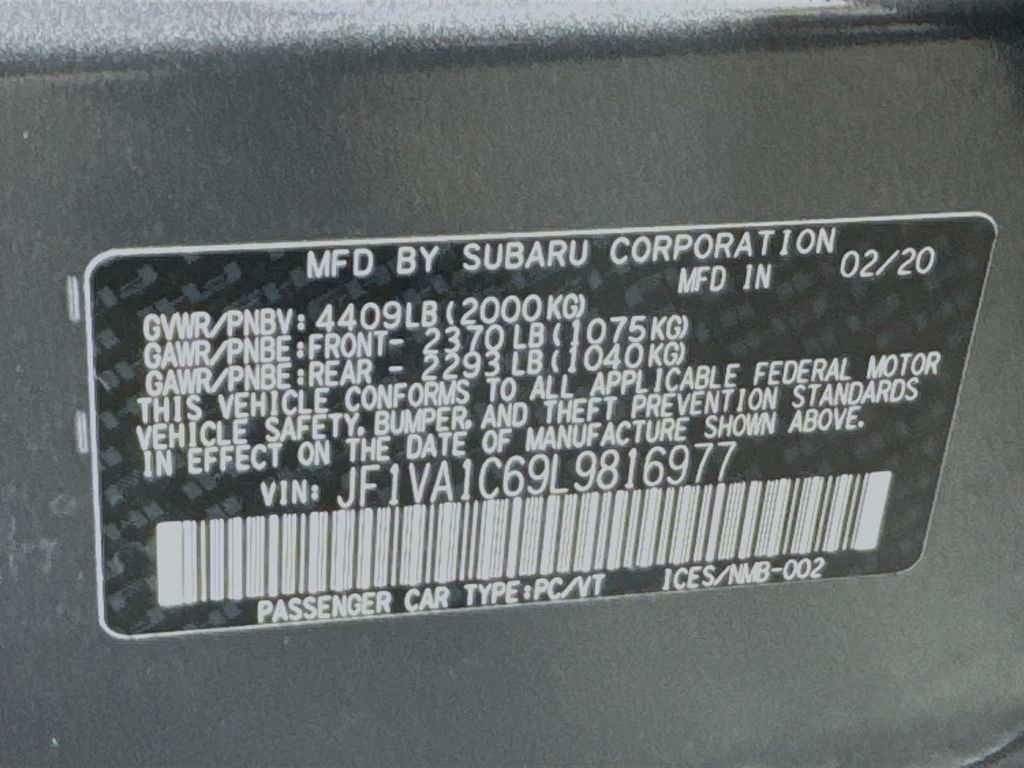 MFD BY SUBARU CORPORATION
MFD IN 02/20
GVWR/PNBV: 4409LB(2000KG)
GAWR/PNBE:FRONT- 2370LB(1075KG)
GAWR/PNBE:REAR - 2293LB(1040KG)
THIS VEHICLE CONFORMS TO ALL APPLICABLE FEDERAL MOTOR
VEHICLE SAFETY, BUMPER, AND THEFT PREVENTION STANDARDS
IN EFFECT ON THE DATE OF MANUFACTURE SHOWN ABOVE.
VIN: JF1VA1C69L9816977
PASSENGER CAR TYPE:PC/VT ICES/NMB-002